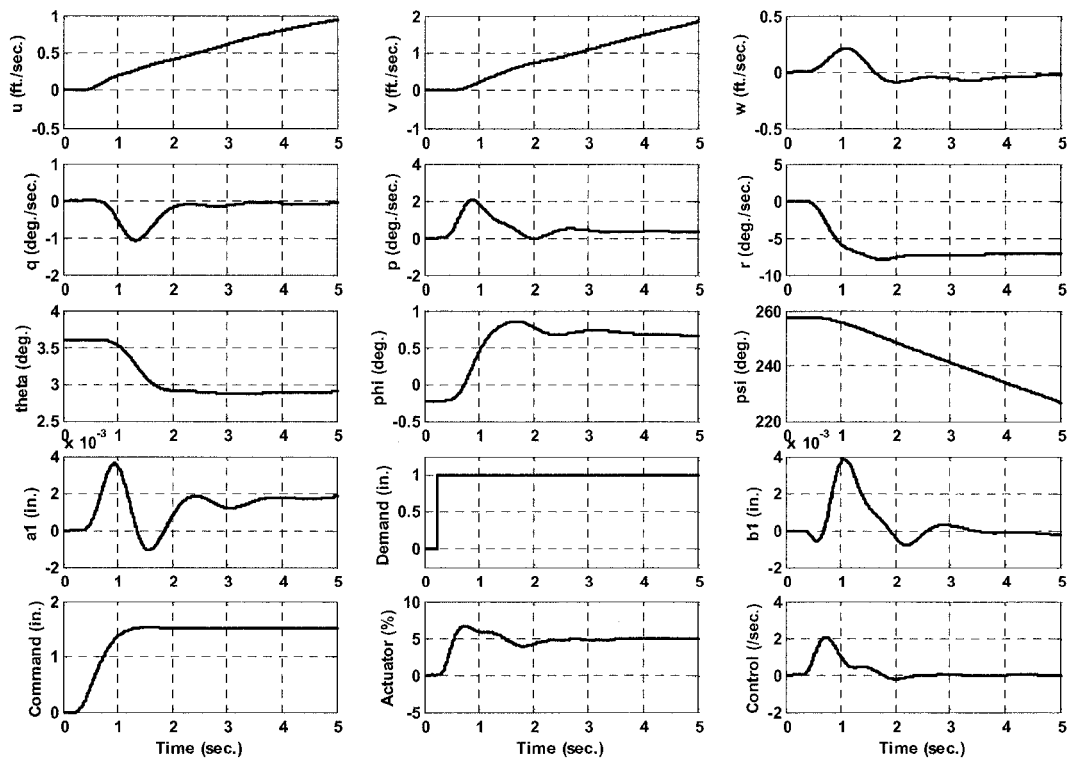 u (ft./sec.)
1
0.5
0
-0.5
0 1 2 3 4 5
v (ft./sec.)
2
1
0
-1
0 1 2 3 4 5
w (ft./sec.)
0.5
0
-0.5
0 1 2 3 4 5
q (deg./sec.)
1
0
-1
-2
0 1 2 3 4 5
p (deg./sec.)
4
2
0
-2
0 1 2 3 4 5
r (deg./sec.)
5
0
-5
-10
0 1 2 3 4 5
theta (deg.)
4
3.5
3
2.5
0 1 2 3 4 5
phi (deg.)
1
0.5
0
-0.5
0 1 2 3 4 5
psi (deg.)
260
240
220
0 1 2 3 4 5
x 10-3
a1 (in.)
4
2
0
-2
0 1 2 3 4 5
Demand (in.)
1
0.5
0
0 1 2 3 4 5
x 10-3
b1 (in.)
4
2
0
-2
0 1 2 3 4 5
Command (in.)
2
1
0
0 1 2 3 4 5
Time (sec.)
Actuator (%)
10
5
0
-5
0 1 2 3 4 5
Time (sec.)
Control (/sec.)
4
2
0
-2
0 1 2 3 4 5
Time (sec.)